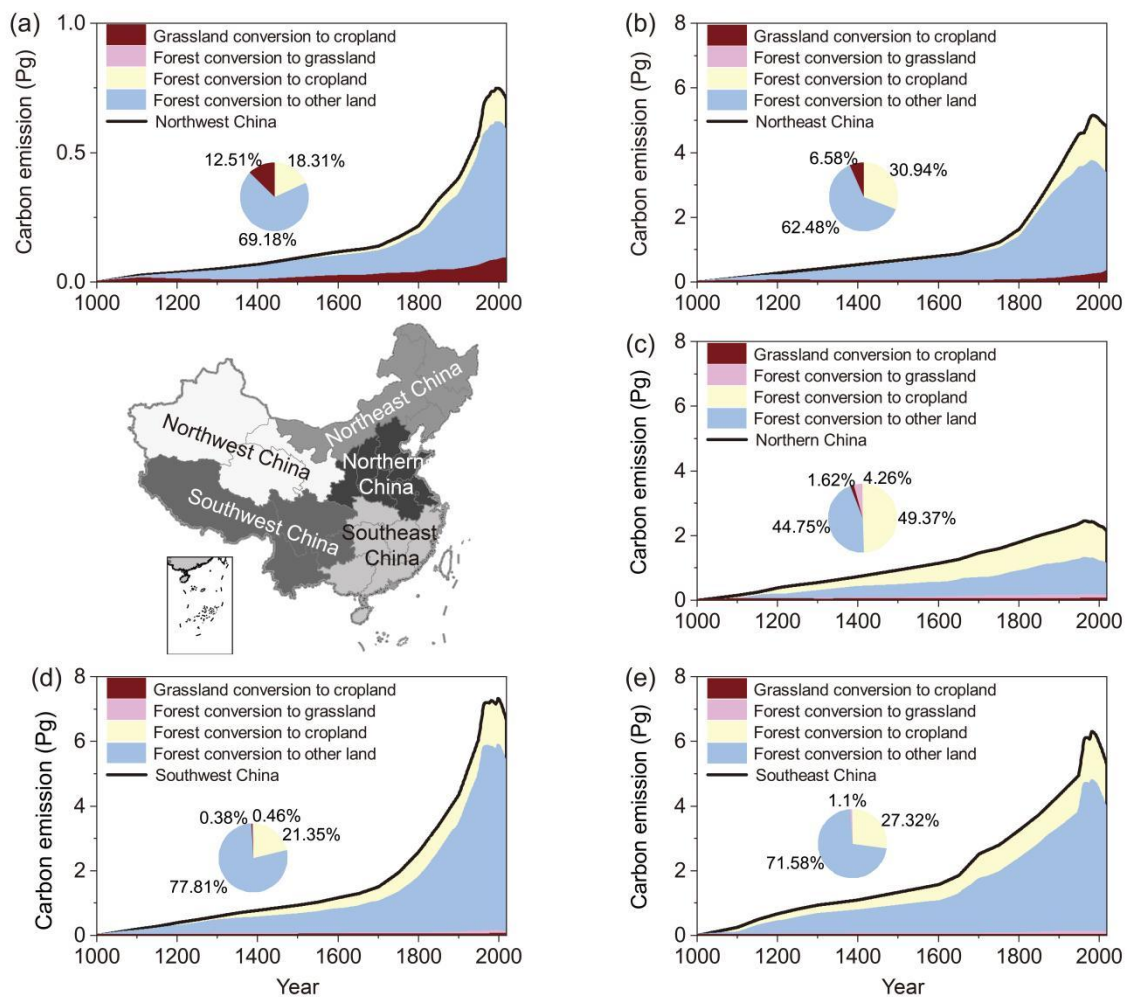 (a)
Carbon emission (Pg)
1.0
0.5
0.0
Grassland conversion to cropland
Forest conversion to grassland
Forest conversion to cropland
Forest conversion to other land
Northwest China
12.51%
18.31%
69.18%
1000
1200
1400
1600
1800
2000
(b)
Carbon emission (Pg)
8
6
4
2
0
Grassland conversion to cropland
Forest conversion to grassland
Forest conversion to cropland
Forest conversion to other land
Northeast China
6.58%
30.94%
62.48%
1000
1200
1400
1600
1800
2000
Northwest China
Northeast China
Northern
China
Southwest China
Southeast
China
(c)
Carbon emission (Pg)
8
6
4
2
0
Grassland conversion to cropland
Forest conversion to grassland
Forest conversion to cropland
Forest conversion to other land
Northern China
1.62%
4.26%
44.75%
49.37%
1000
1200
1400
1600
1800
2000
(d)
Carbon emission (Pg)
8
6
4
2
0
Grassland conversion to cropland
Forest conversion to grassland
Forest conversion to cropland
Forest conversion to other land
Southwest China
0.38%
0.46%
21.35%
77.81%
1000
1200
1400
1600
1800
2000
Year
(e)
Carbon emission (Pg)
8
6
4
2
0
Grassland conversion to cropland
Forest conversion to grassland
Forest conversion to cropland
Forest conversion to other land
Southeast China
1.1%
27.32%
71.58%
1000
1200
1400
1600
1800
2000
Year